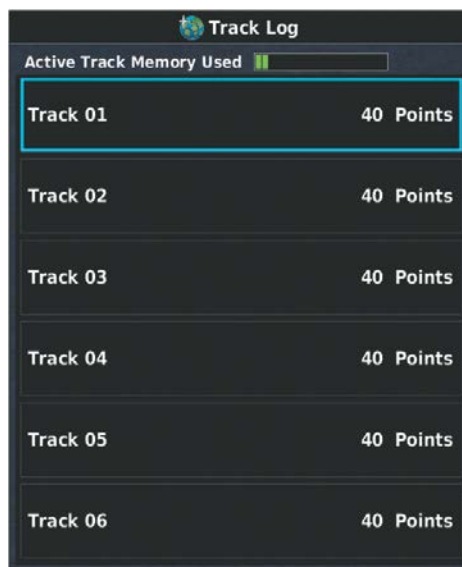 Track Log
Active Track Memory Used
Track 01 40 Points
Track 02 40 Points
Track 03 40 Points
Track 04 40 Points
Track 05 40 Points
Track 06 40 Points